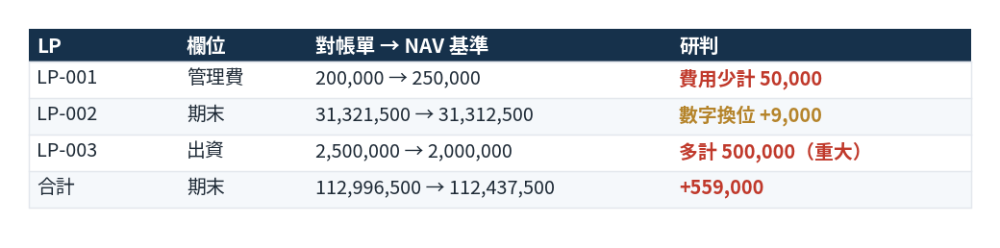 LP 欄位 對帳單 → NAV 基準 研判
LP-001 管理費 200,000 → 250,000 費用少計 50,000
LP-002 期末 31,321,500 → 31,312,500 數字換位 +9,000
LP-003 出資 2,500,000 → 2,000,000 多計 500,000（重大）
合計 期末 112,996,500 → 112,437,500 +559,000